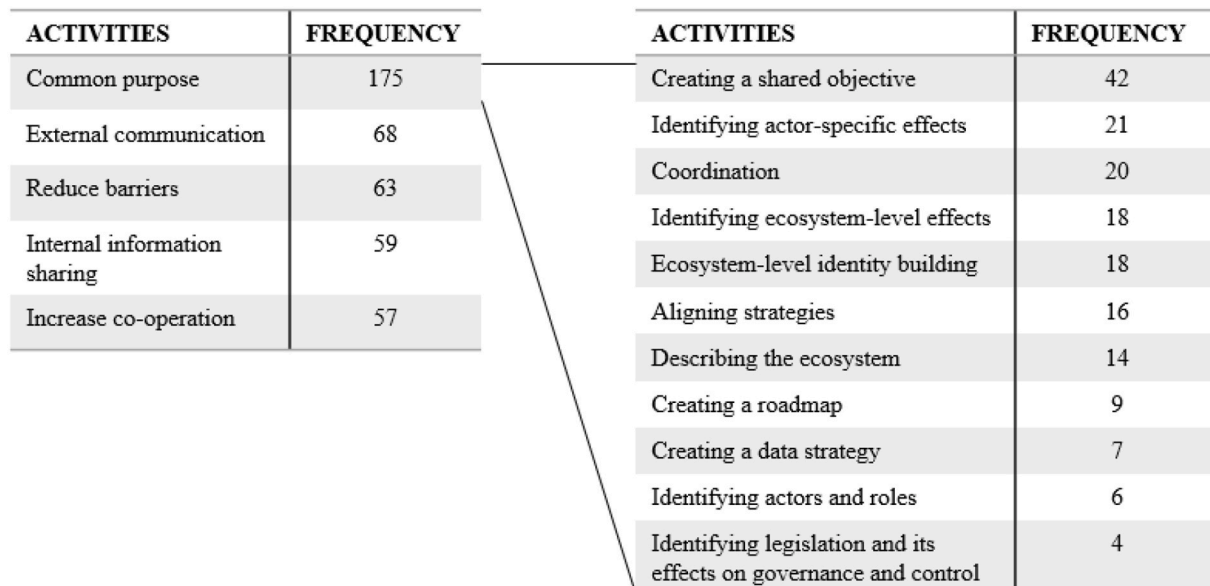 ACTIVITIES FREQUENCY
Common purpose 175
External communication 68
Reduce barriers 63
Internal information
sharing 59
Increase co-operation 57
ACTIVITIES FREQUENCY
Creating a shared objective 42
Identifying actor-specific effects 21
Coordination 20
Identifying ecosystem-level effects 18
Ecosystem-level identity building 18
Aligning strategies 16
Describing the ecosystem 14
Creating a roadmap 9
Creating a data strategy 7
Identifying actors and roles 6
Identifying legislation and its 4
effects on governance and control